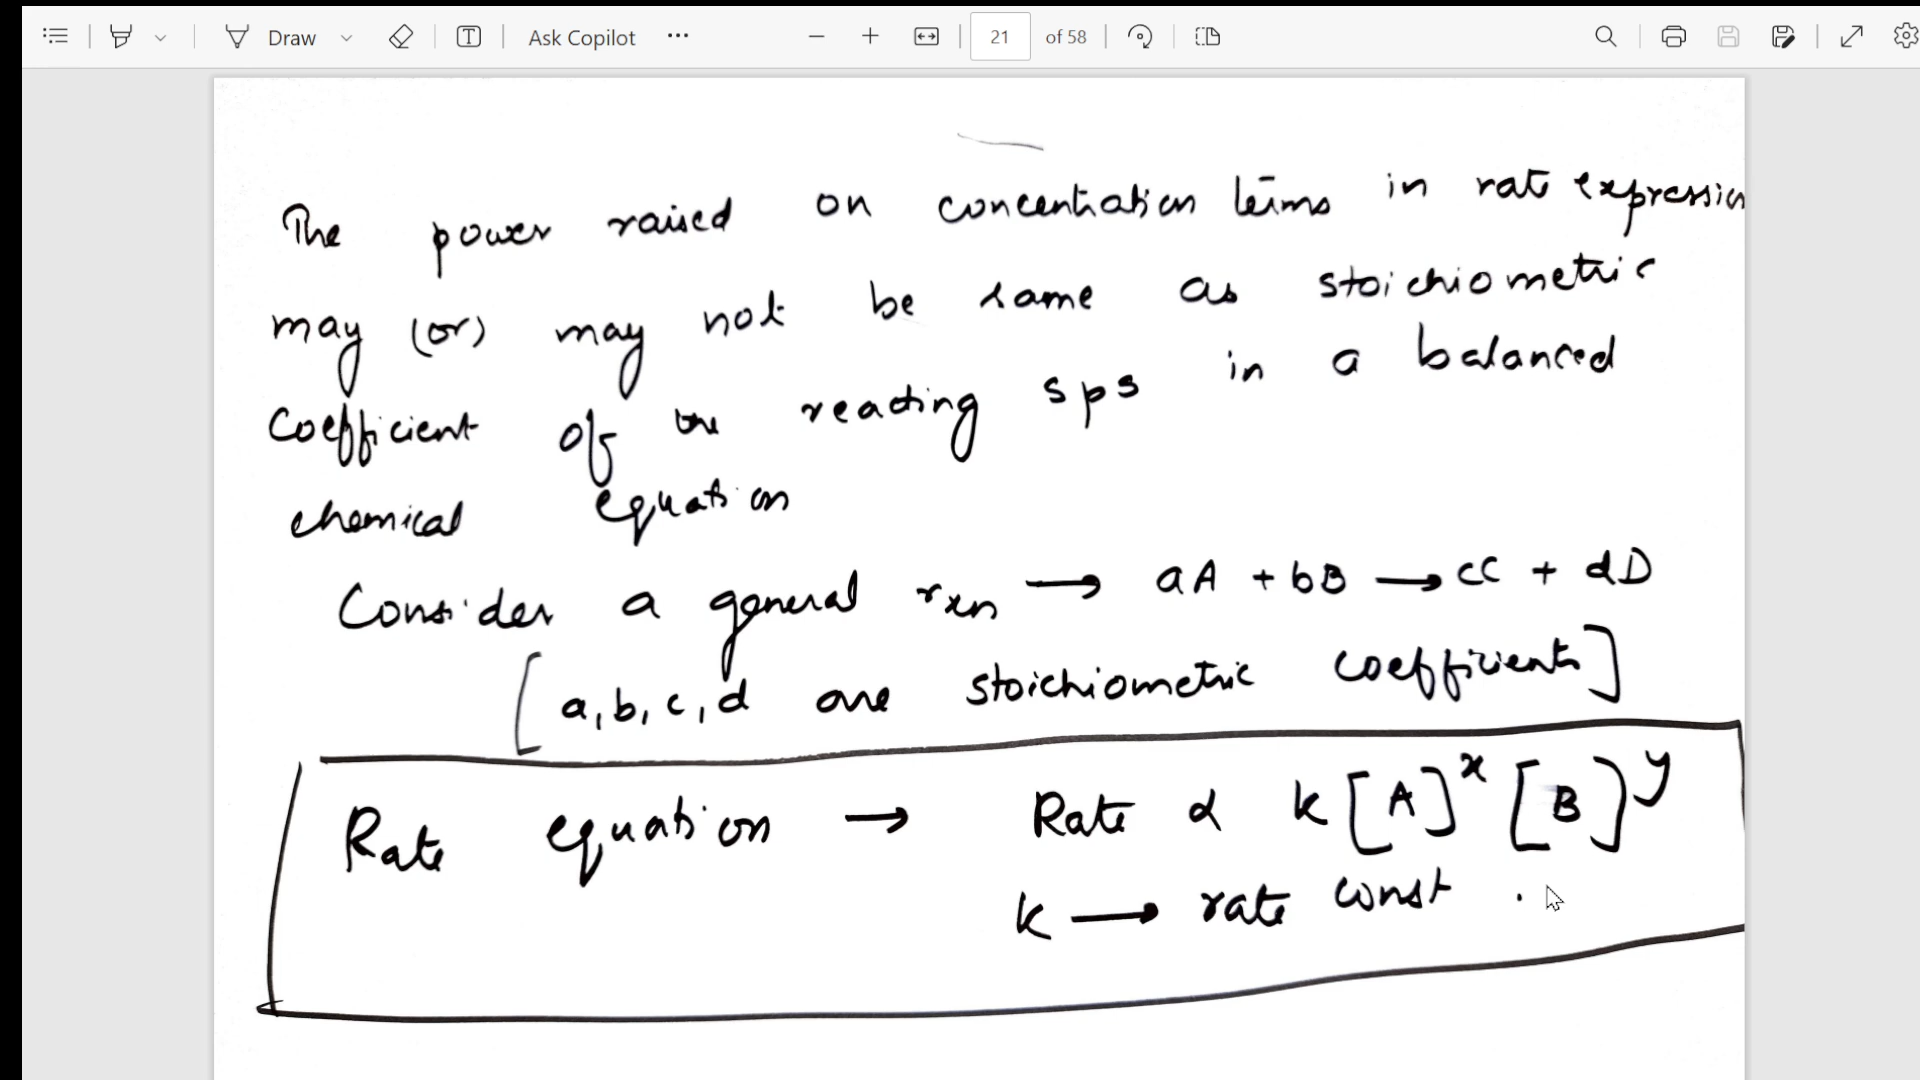 Draw
Ask Copilot
21 of 58
The power raised on concentration terms in rate expression
may (or) may not be same as stoichiometric
coefficient of the reacting sps in a balanced
chemical equation
Consider a general rxn → aA + bB → cC + dD
[a, b, c, d are stoichiometric coefficients]
Rate equation → Rate α k[A]ˣ [B]ʸ
k → rate const .